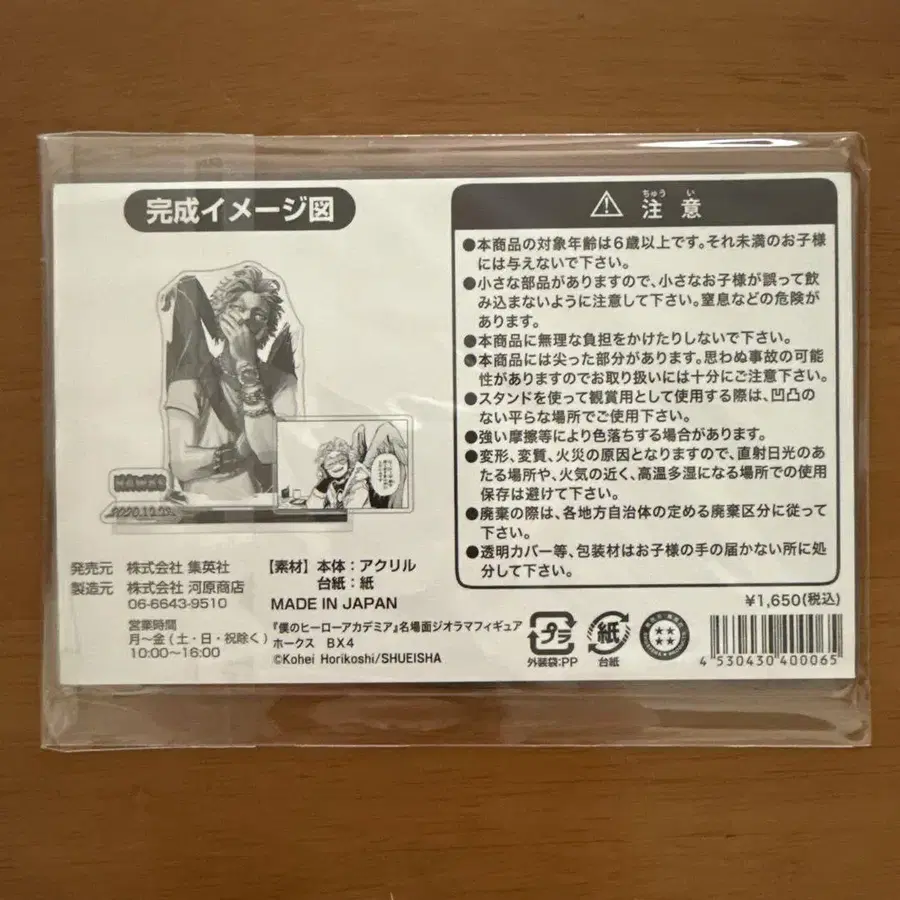 完成イメージ図
HAWKS
注意
ちゅう い
●本商品の対象年齢は6歳以上です。それ未満のお子様
には与えないで下さい。
●小さな部品がありますので、小さなお子様が誤って飲
み込まないように注意して下さい。窒息などの危険が
あります。
●本商品に無理な負担をかけたりしないで下さい。
●本商品には尖った部分があります。思わぬ事故の可能
性がありますのでお取り扱いには十分にご注意下さい。
●スタンドを使って観賞用として使用する際は、凹凸の
ない平らな場所でご使用下さい。
●強い摩擦等により色落ちする場合があります。
●変形、変質、火災の原因となりますので、直射日光のあ
たる場所や、火気の近く、高温多湿になる場所での使用
保存は避けて下さい。
●廃棄の際は、各地方自治体の定める廃棄区分に従って
下さい。
●透明カバー等、包装材はお子様の手の届かない所に処
分して下さい。
発売元 株式会社 集英社
製造元 株式会社 河原商店
06-6643-9510
営業時間
月～金(土・日・祝除く)
10:00～16:00
【素材】本体:アクリル
台紙:紙
MADE IN JAPAN
『僕のヒーローアカデミア』名場面ジオラマフィギュア
ホークス BX4
©Kohei Horikoshi/SHUEISHA
プラ
外装袋:PP
紙
台紙
¥1,650(税込)
4 530430 400065